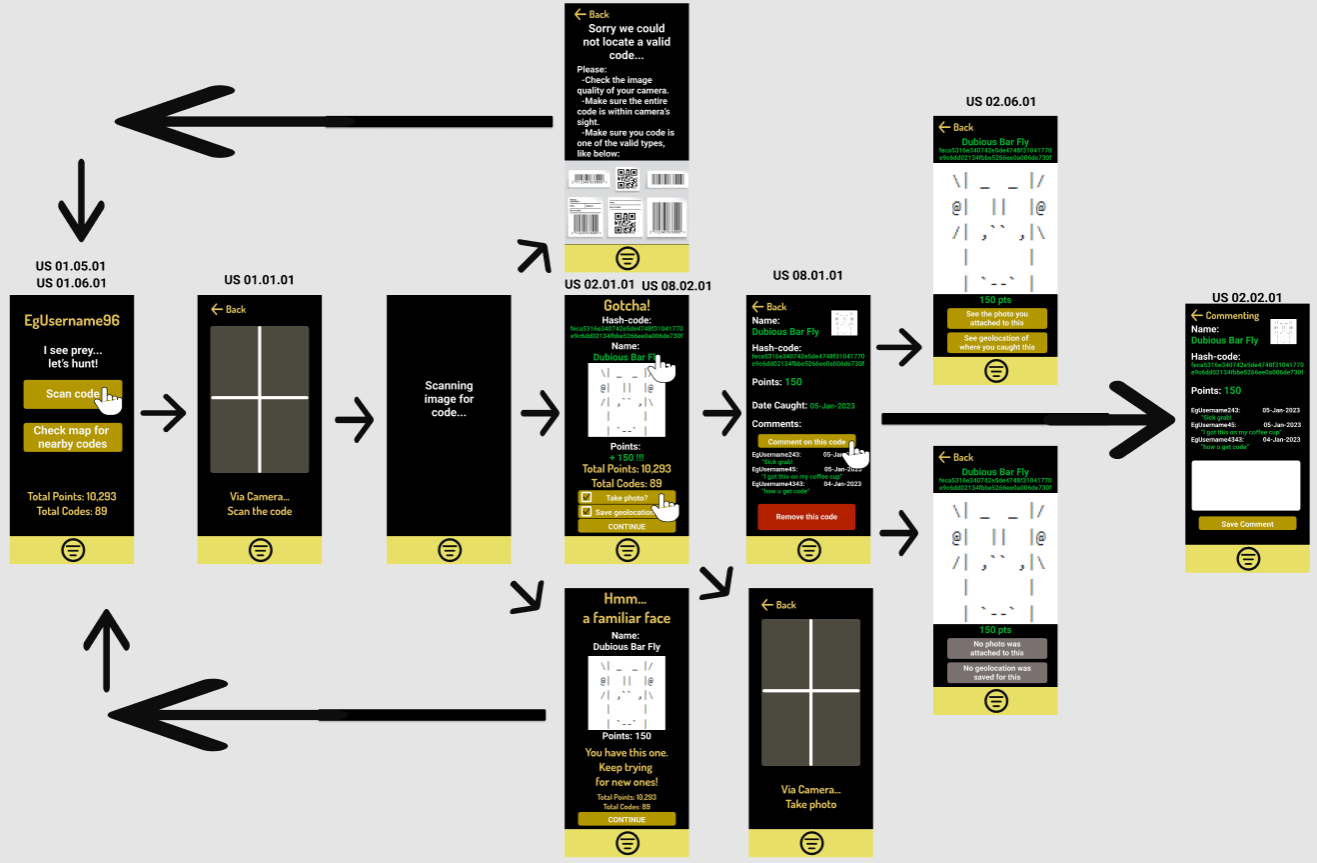 ← Back
Sorry we could
not locate a valid
code...
Please:
-Check the image
quality of your camera.
-Make sure the entire
code is within camera's
sight.
-Make sure you code is
one of the valid types,
like below:
US 01.05.01
US 01.06.01
EgUsername96
I see prey...
let's hunt!
Scan code
Check map for
nearby codes
Total Points: 10,293
Total Codes: 89
US 01.01.01
← Back
Via Camera...
Scan the code
Scanning
image for
code...
US 02.01.01 US 08.02.01
Gotcha!
Hash-code:
feca5316e340742e5de4748f31041770
e9c6dd02134fbbe5266ee0a006de730f
Name:
Dubious Bar Fly
\| _ _ |/
@| || |@
/| ,`` ,|\
| |
| `--` |
Points:
+ 150 !!!
Total Points: 10,293
Total Codes: 89
Take photo?
Save geolocation
CONTINUE
Hmm...
a familiar face
Name:
Dubious Bar Fly
\| _ _ |/
@| || |@
/| ,`` ,|\
| |
| `--` |
Points: 150
You have this one.
Keep trying
for new ones!
Total Points: 10,293
Total Codes: 89
CONTINUE
US 08.01.01
← Back
Name:
Dubious Bar Fly
Hash-code:
feca5316e340742e5de4748f31041770
e9c6dd02134fbbe5266ee0a006de730f
Points: 150
Date Caught: 05-Jan-2023
Comments:
Comment on this code
EgUsername243: 05-Jan-2023
"Sick grab!
EgUsername45: 05-Jan-2023
"I got this on my coffee cup"
EgUsername4343: 04-Jan-2023
"how u get code"
Remove this code
← Back
Via Camera...
Take photo
US 02.06.01
← Back
Dubious Bar Fly
feca5316e340742e5de4748f31041770
e9c6dd02134fbbe5266ee0a006de730f
\| _ _ |/
@| || |@
/| ,`` ,|\
| |
| `--` |
150 pts
See the photo you
attached to this
See geolocation of
where you caught this
← Back
Dubious Bar Fly
feca5316e340742e5de4748f31041770
e9c6dd02134fbbe5266ee0a006de730f
\| _ _ |/
@| || |@
/| ,`` ,|\
| |
| `--` |
150 pts
No photo was
attached to this
No geolocation was
saved for this
US 02.02.01
← Commenting
Name:
Dubious Bar Fly
Hash-code:
feca5316e340742e5de4748f31041770
e9c6dd02134fbbe5266ee0a006de730f
Points: 150
EgUsername243: 05-Jan-2023
"Sick grab!
EgUsername45: 05-Jan-2023
"I got this on my coffee cup"
EgUsername4343: 04-Jan-2023
"how u get code"
Save Comment